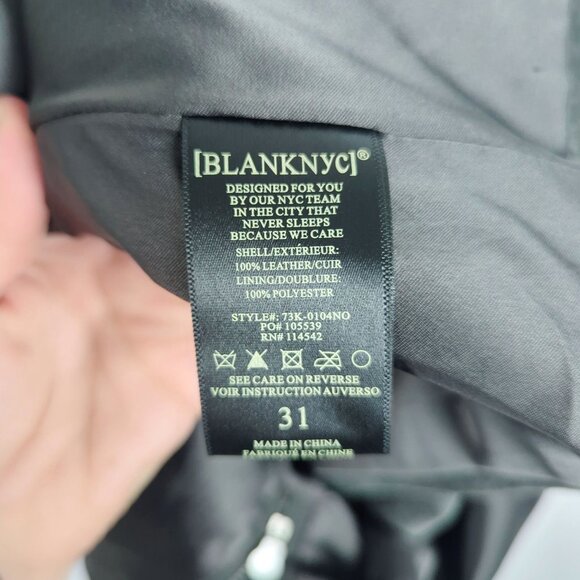 [BLANKNYC]®
DESIGNED FOR YOU
BY OUR NYC TEAM
IN THE CITY THAT
NEVER SLEEPS
BECAUSE WE CARE
SHELL/EXTÉRIEUR:
100% LEATHER/CUIR
LINING/DOUBLURE:
100% POLYESTER
STYLE#: 73K-0104NO
PO# 105539
RN# 114542
SEE CARE ON REVERSE
VOIR INSTRUCTION AUVERSO
31
MADE IN CHINA
FABRIQUÉ EN CHINE